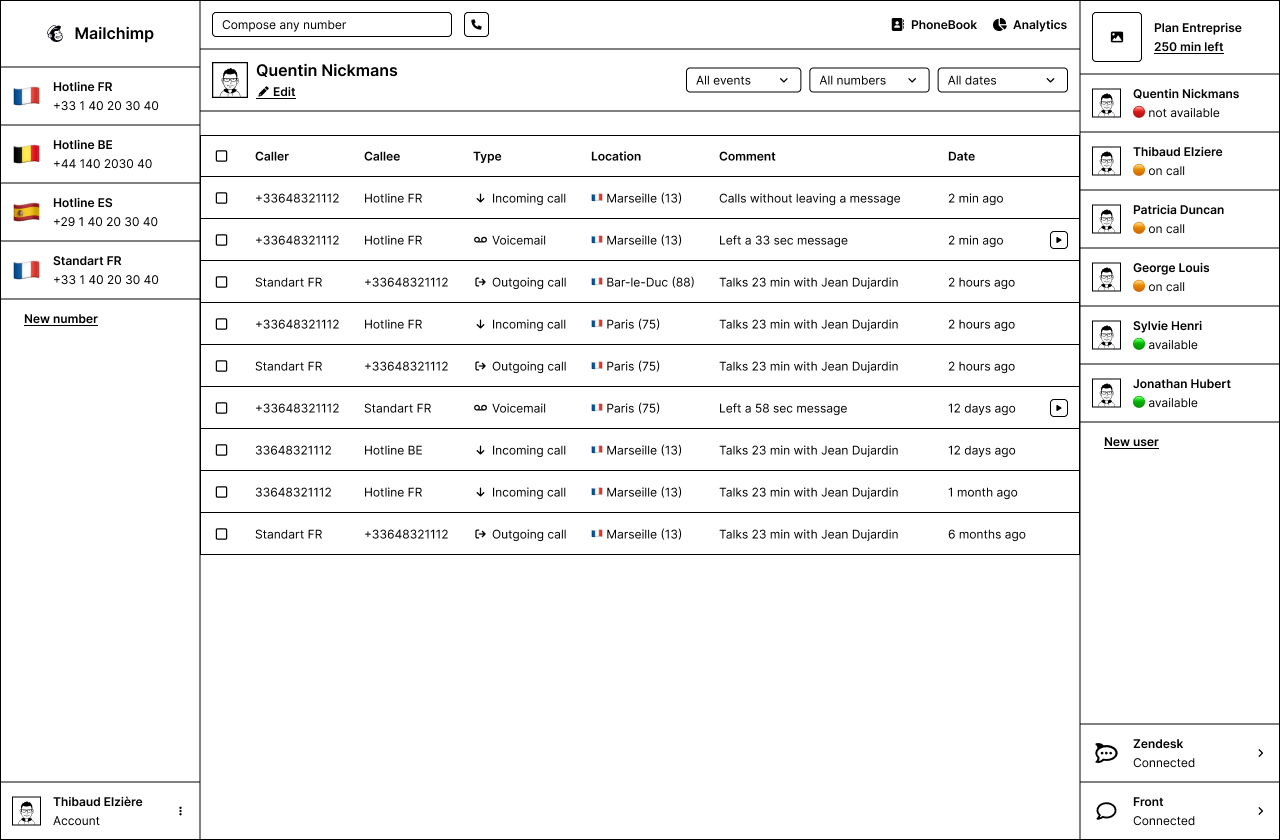 Mailchimp
Hotline FR
+33 1 40 20 30 40
Hotline BE
+44 140 2030 40
Hotline ES
+29 1 40 20 30 40
Standart FR
+33 1 40 20 30 40
New number
Thibaud Elzière
Account
Compose any number
PhoneBook Analytics
Quentin Nickmans
Edit
All events All numbers All dates
Caller Callee Type Location Comment Date
+33648321112 Hotline FR Incoming call Marseille (13) Calls without leaving a message 2 min ago
+33648321112 Hotline FR Voicemail Marseille (13) Left a 33 sec message 2 min ago
Standart FR +33648321112 Outgoing call Bar-le-Duc (88) Talks 23 min with Jean Dujardin 2 hours ago
+33648321112 Hotline FR Incoming call Paris (75) Talks 23 min with Jean Dujardin 2 hours ago
Standart FR +33648321112 Outgoing call Paris (75) Talks 23 min with Jean Dujardin 2 hours ago
+33648321112 Standart FR Voicemail Paris (75) Left a 58 sec message 12 days ago
33648321112 Hotline BE Incoming call Marseille (13) Talks 23 min with Jean Dujardin 12 days ago
33648321112 Hotline FR Incoming call Marseille (13) Talks 23 min with Jean Dujardin 1 month ago
Standart FR +33648321112 Outgoing call Marseille (13) Talks 23 min with Jean Dujardin 6 months ago
Plan Entreprise
250 min left
Quentin Nickmans
not available
Thibaud Elziere
on call
Patricia Duncan
on call
George Louis
on call
Sylvie Henri
available
Jonathan Hubert
available
New user
Zendesk
Connected
Front
Connected